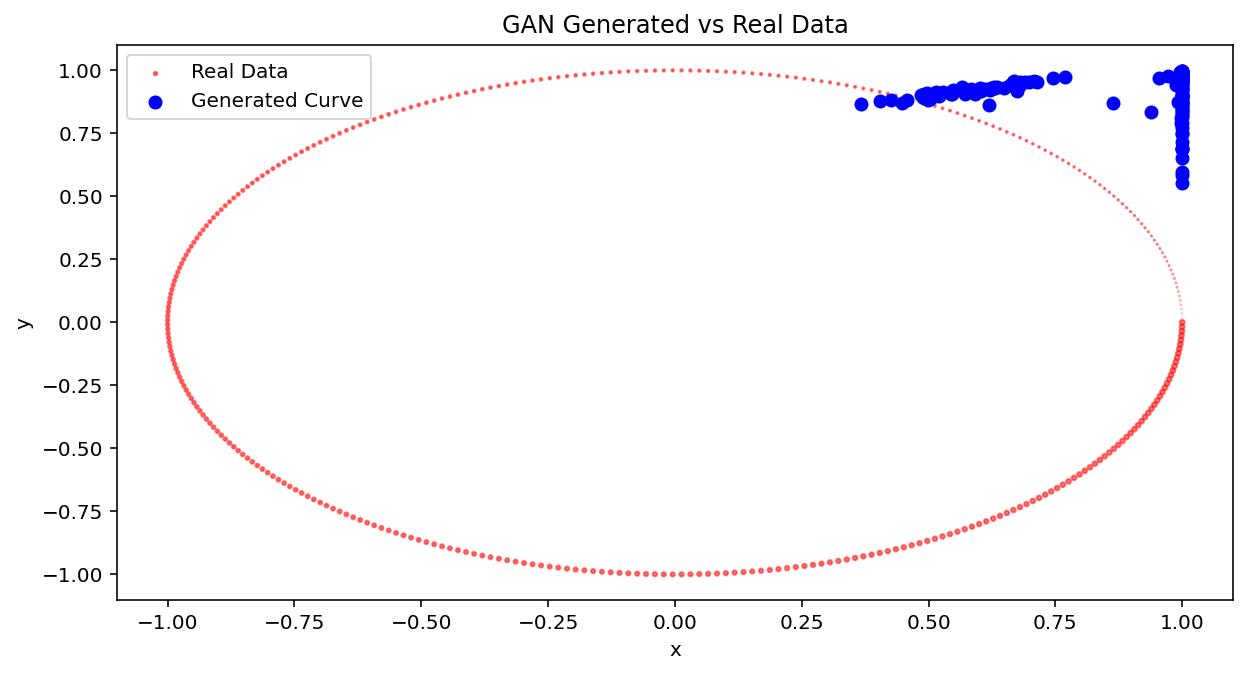 GAN Generated vs Real Data
Real Data
Generated Curve
1.00
0.75
0.50
0.25
0.00
−0.25
−0.50
−0.75
−1.00
y
−1.00 −0.75 −0.50 −0.25 0.00 0.25 0.50 0.75 1.00
x